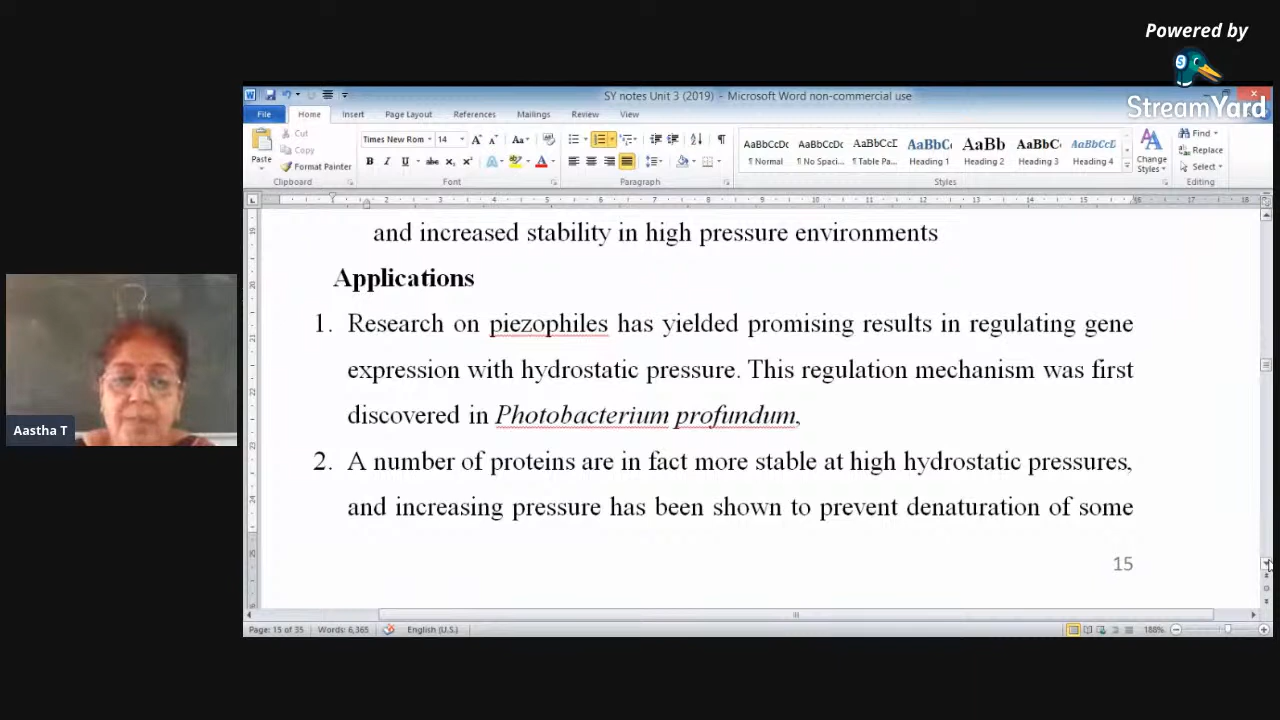 Powered by
StreamYard
SY notes Unit 3 (2019) - Microsoft Word non-commercial use
File Home Insert Page Layout References Mailings Review View
Cut
Copy
Paste
Format Painter
Times New Rom 14
AaBbCcDc AaBbCcDc AaBbCcD AaBbC AaBb AaBbC AaBbCcD
¶ Normal ¶ No Spaci... ¶ Table Pa... Heading 1 Heading 2 Heading 3 Heading 4
Change Styles
Find
Replace
Select
Clipboard Font Paragraph Styles Editing
and increased stability in high pressure environments
Applications
1. Research on piezophiles has yielded promising results in regulating gene
expression with hydrostatic pressure. This regulation mechanism was first
discovered in Photobacterium profundum,
2. A number of proteins are in fact more stable at high hydrostatic pressures,
and increasing pressure has been shown to prevent denaturation of some
15
Aastha T
Page: 15 of 35 Words: 6,365 English (U.S.) 188%